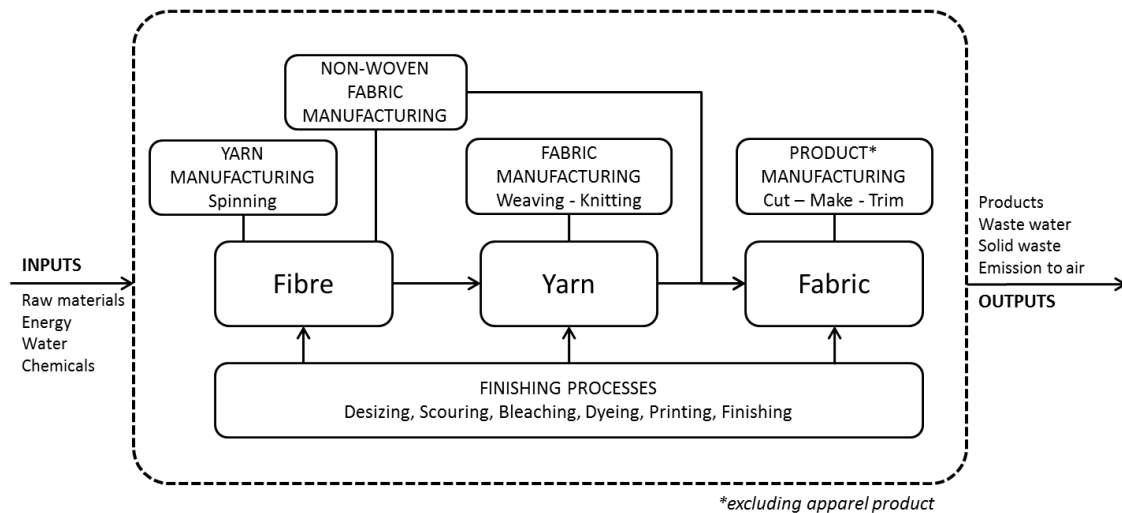 NON-WOVEN
FABRIC
MANUFACTURING
YARN
MANUFACTURING
Spinning
FABRIC
MANUFACTURING
Weaving - Knitting
PRODUCT*
MANUFACTURING
Cut – Make - Trim
INPUTS
Raw materials
Energy
Water
Chemicals
Fibre
Yarn
Fabric
Products
Waste water
Solid waste
Emission to air
OUTPUTS
FINISHING PROCESSES
Desizing, Scouring, Bleaching, Dyeing, Printing, Finishing
*excluding apparel product